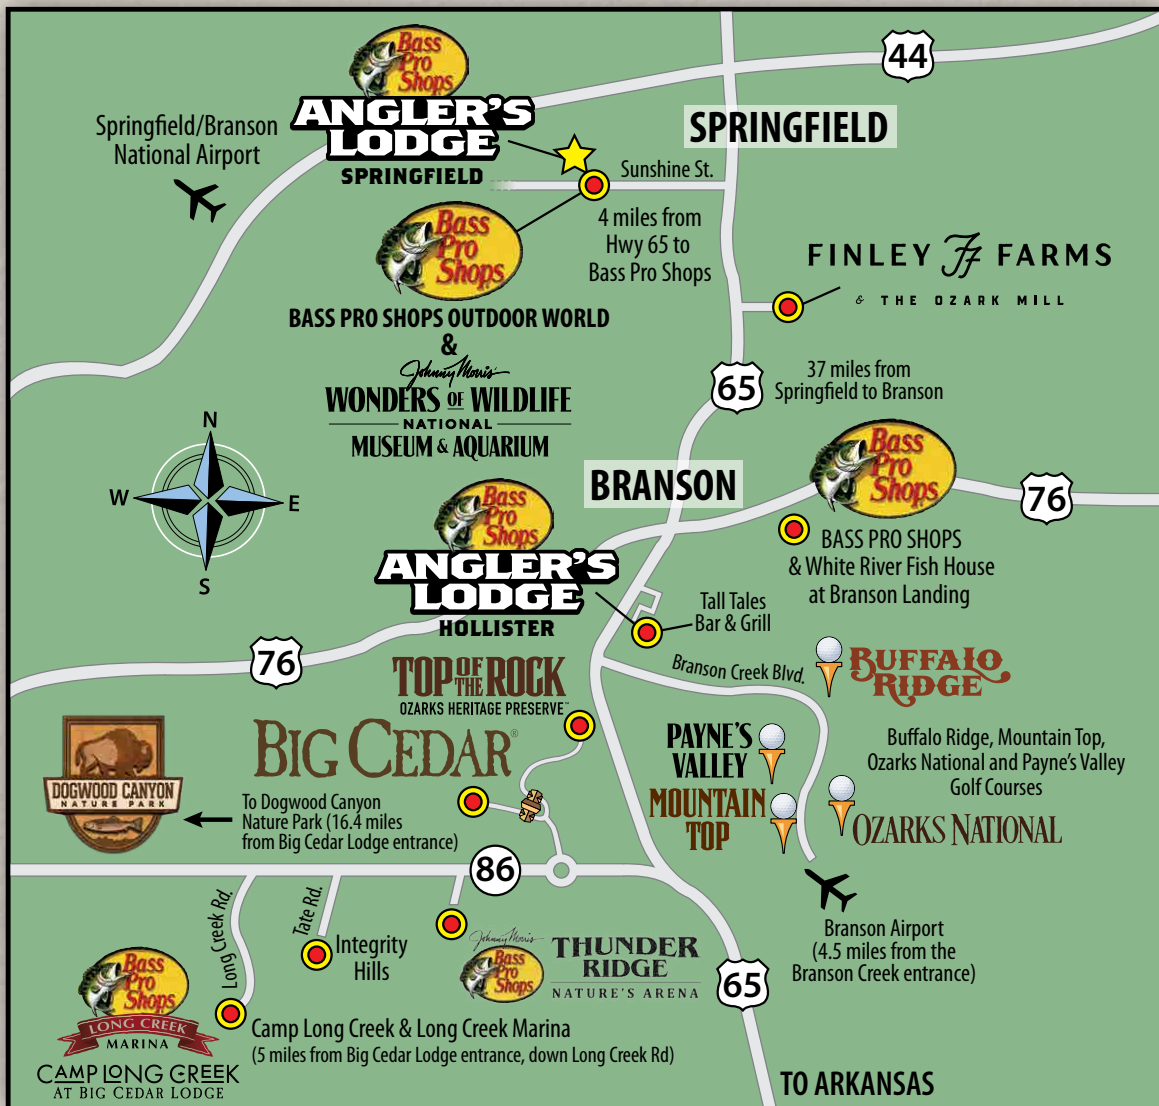 Bass
Pro
Shops
ANGLER'S
LODGE
SPRINGFIELD
44
SPRINGFIELD
Springfield/Branson
National Airport
Sunshine St.
4 miles from
Hwy 65 to
Bass Pro Shops
Bass
Pro
Shops
BASS PRO SHOPS OUTDOOR WORLD
&
Johnny Morris
WONDERS OF WILDLIFE
NATIONAL
MUSEUM & AQUARIUM
FINLEY FF FARMS
& THE OZARK MILL
65
37 miles from
Springfield to Branson
N
W
E
S
BRANSON
Bass
Pro
Shops
76
BASS PRO SHOPS
& White River Fish House
at Branson Landing
Bass
Pro
Shops
ANGLER'S
LODGE
HOLLISTER
Tall Tales
Bar & Grill
76
Branson Creek Blvd.
BUFFALO
RIDGE
TOP OF THE ROCK
OZARKS HERITAGE PRESERVE™
BIG CEDAR®
PAYNE'S
VALLEY
MOUNTAIN
TOP
Buffalo Ridge, Mountain Top,
Ozarks National and Payne's Valley
Golf Courses
OZARKS NATIONAL
DOGWOOD CANYON
NATURE PARK
To Dogwood Canyon
Nature Park (16.4 miles
from Big Cedar Lodge entrance)
86
Long Creek Rd.
Tate Rd.
Integrity
Hills
Johnny Morris
Bass
Pro
Shops
THUNDER
RIDGE
NATURE'S ARENA
Branson Airport
(4.5 miles from the
Branson Creek entrance)
65
Bass
Pro
Shops
LONG CREEK
MARINA
CAMP LONG CREEK
AT BIG CEDAR LODGE
Camp Long Creek & Long Creek Marina
(5 miles from Big Cedar Lodge entrance, down Long Creek Rd)
TO ARKANSAS